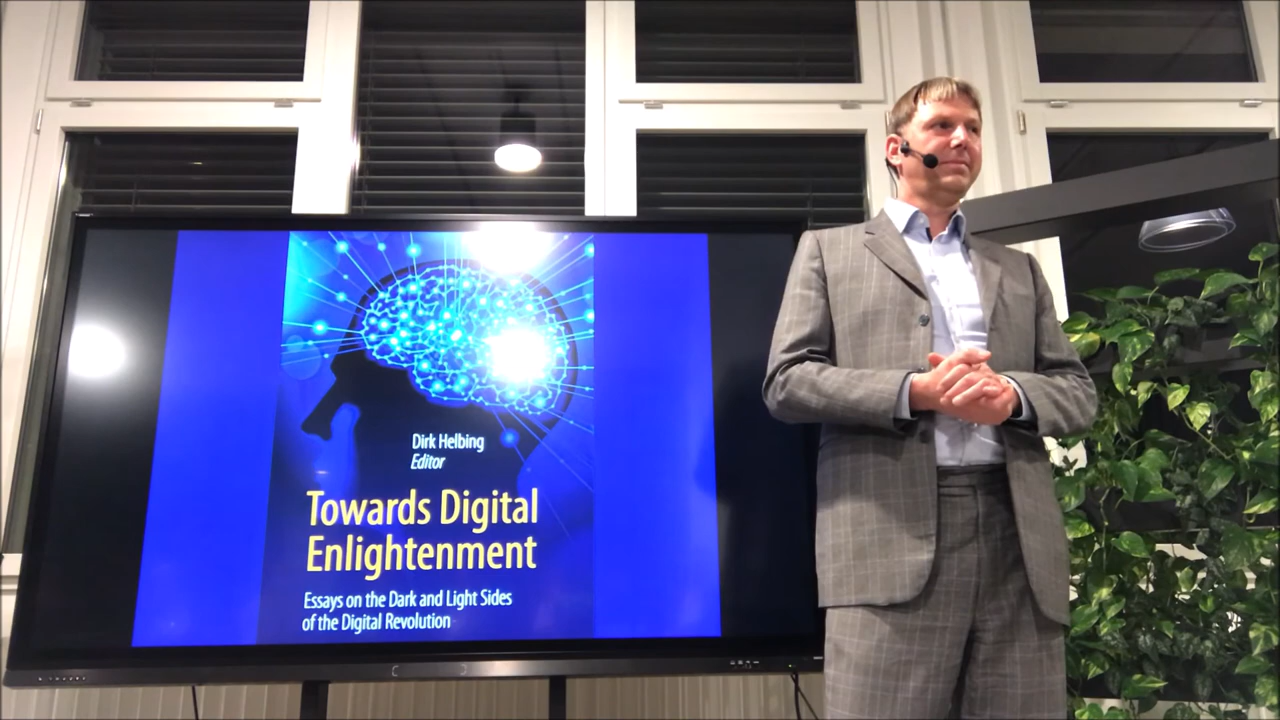 Dirk Helbing
Editor
Towards Digital
Enlightenment
Essays on the Dark and Light Sides
of the Digital Revolution